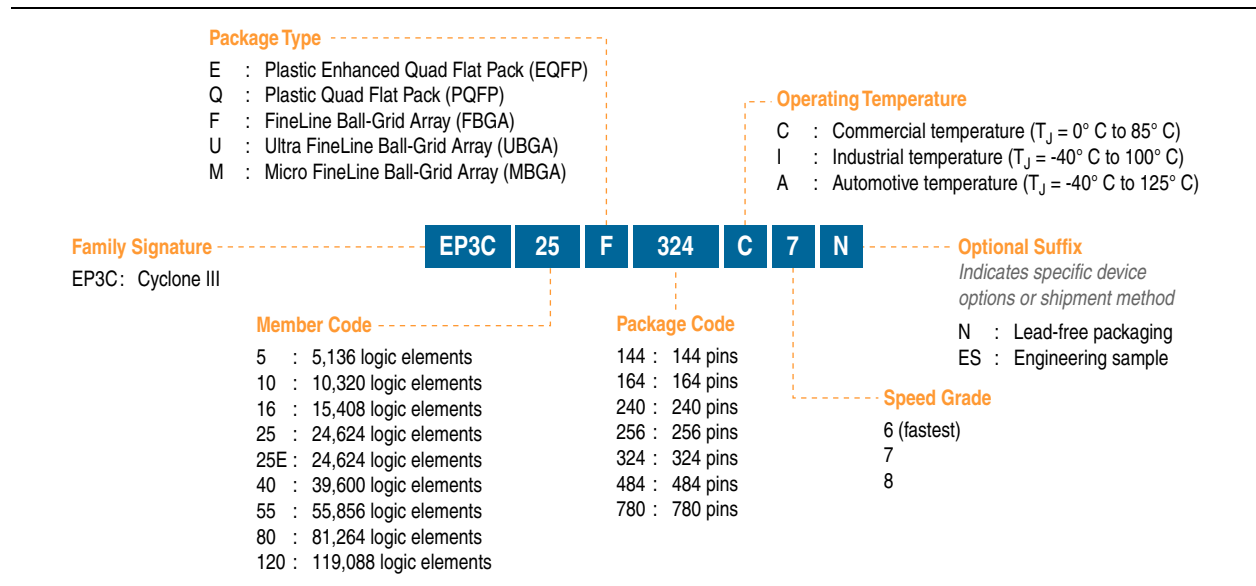 Package Type
E : Plastic Enhanced Quad Flat Pack (EQFP)
Q : Plastic Quad Flat Pack (PQFP)
F : FineLine Ball-Grid Array (FBGA)
U : Ultra FineLine Ball-Grid Array (UBGA)
M : Micro FineLine Ball-Grid Array (MBGA)
Operating Temperature
C : Commercial temperature (TJ = 0° C to 85° C)
I : Industrial temperature (TJ = -40° C to 100° C)
A : Automotive temperature (TJ = -40° C to 125° C)
Family Signature
EP3C : Cyclone III
EP3C 25 F 324 C 7 N
Optional Suffix
Indicates specific device
options or shipment method
N : Lead-free packaging
ES : Engineering sample
Member Code
5 : 5,136 logic elements
10 : 10,320 logic elements
16 : 15,408 logic elements
25 : 24,624 logic elements
25E : 24,624 logic elements
40 : 39,600 logic elements
55 : 55,856 logic elements
80 : 81,264 logic elements
120 : 119,088 logic elements
Package Code
144 : 144 pins
164 : 164 pins
240 : 240 pins
256 : 256 pins
324 : 324 pins
484 : 484 pins
780 : 780 pins
Speed Grade
6 (fastest)
7
8